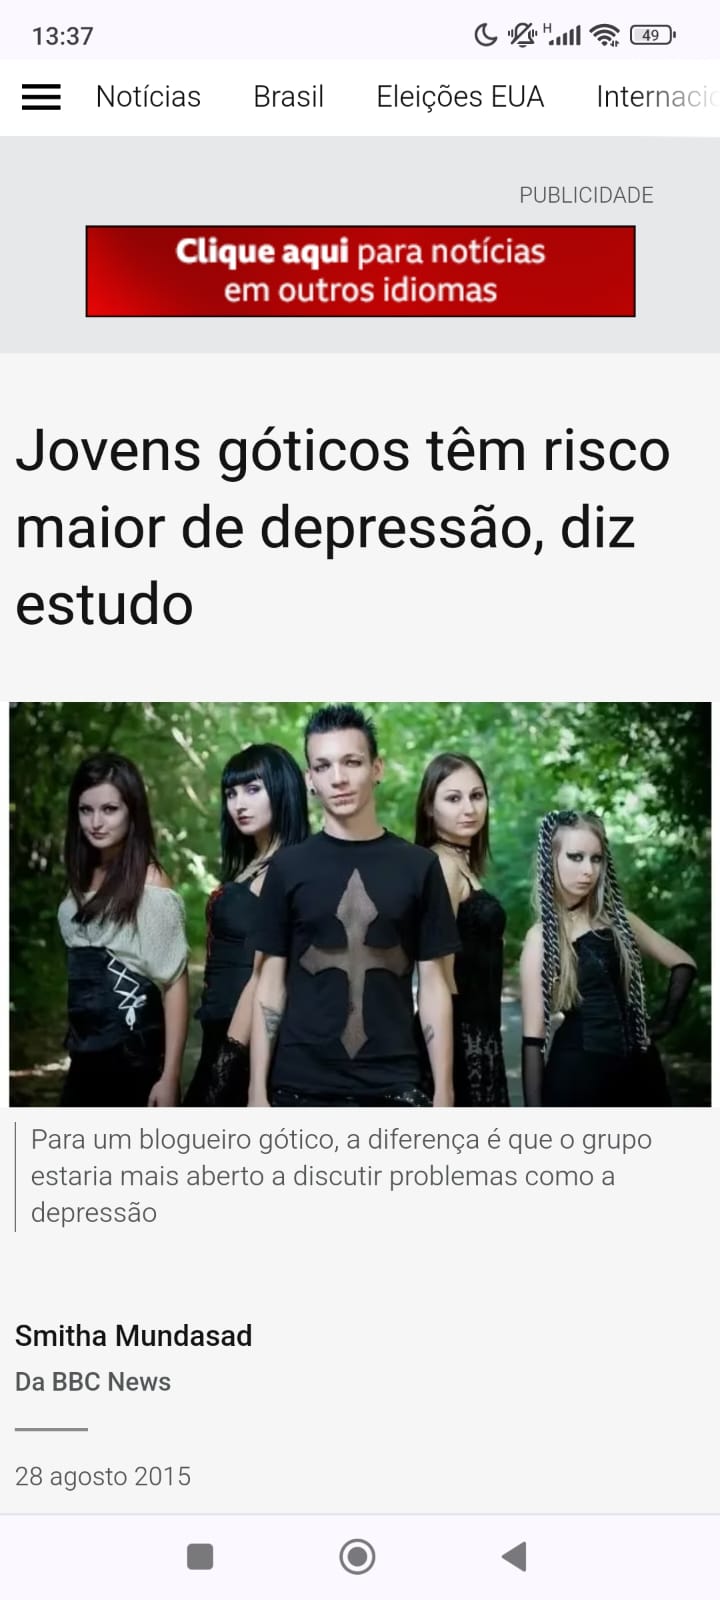 13:37
H
49
Notícias Brasil Eleições EUA Internacio
PUBLICIDADE
Clique aqui para notícias
em outros idiomas
Jovens góticos têm risco
maior de depressão, diz
estudo
Para um blogueiro gótico, a diferença é que o grupo
estaria mais aberto a discutir problemas como a
depressão
Smitha Mundasad
Da BBC News
28 agosto 2015